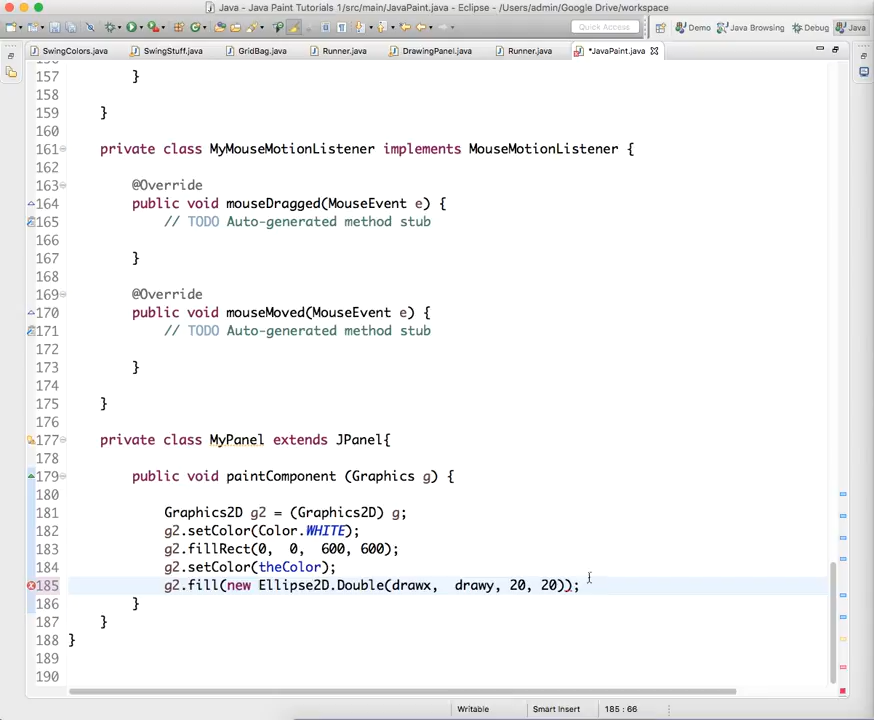 Java - Java Paint Tutorials 1/src/main/JavaPaint.java - Eclipse - /Users/admin/Google Drive/workspace
Quick Access Demo Java Browsing Debug Java
SwingColors.java SwingStuff.java GridBag.java Runner.java DrawingPanel.java Runner.java *JavaPaint.java
157 }
158
159 }
160
161 private class MyMouseMotionListener implements MouseMotionListener {
162
163 @Override
164 public void mouseDragged(MouseEvent e) {
165 // TODO Auto-generated method stub
166
167 }
168
169 @Override
170 public void mouseMoved(MouseEvent e) {
171 // TODO Auto-generated method stub
172
173 }
174
175 }
176
177 private class MyPanel extends JPanel{
178
179 public void paintComponent (Graphics g) {
180
181 Graphics2D g2 = (Graphics2D) g;
182 g2.setColor(Color.WHITE);
183 g2.fillRect(0, 0, 600, 600);
184 g2.setColor(theColor);
185 g2.fill(new Ellipse2D.Double(drawx, drawy, 20, 20));
186 }
187 }
188 }
189
190
Writable Smart Insert 185 : 66